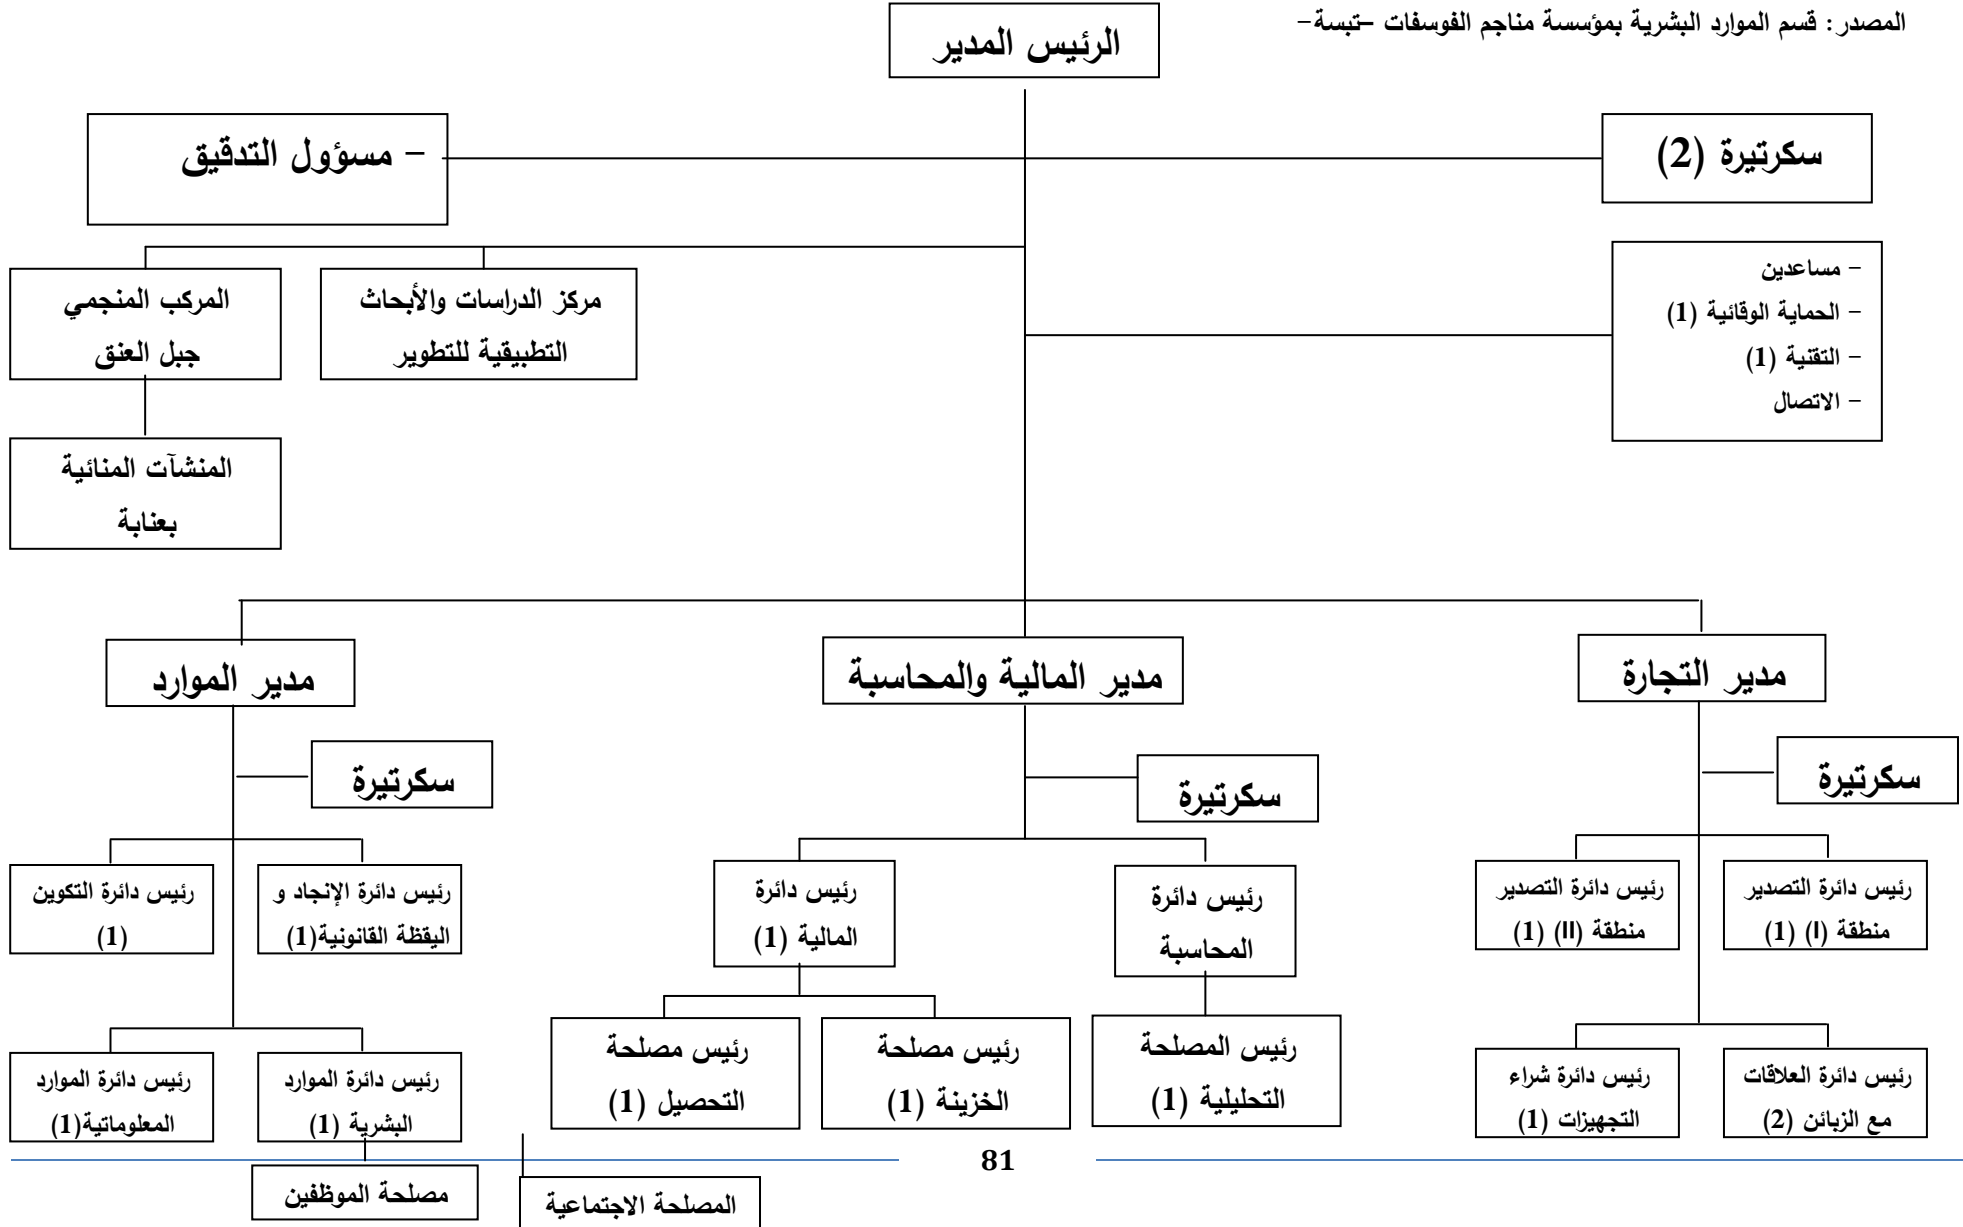 المصدر: قسم الموارد البشرية بمؤسسة مناجم الفوسفات –تبسة-
الرئيس المدير
سكرتيرة (2)
- مسؤول التدقيق
- مساعدين
- الحماية الوقائية (1)
- التقنية (1)
- الاتصال
مركز الدراسات والأبحاث
التطبيقية للتطوير
المركب المنجمي
جبل العنق
المنشآت المنائية
بعنابة
مدير التجارة
مدير المالية والمحاسبة
مدير الموارد
سكرتيرة
سكرتيرة
سكرتيرة
رئيس دائرة التصدير
منطقة (I) (1)
رئيس دائرة التصدير
منطقة (II) (1)
رئيس دائرة
المحاسبة
رئيس دائرة
المالية (1)
رئيس دائرة الإنجاد و
اليقظة القانونية(1)
رئيس دائرة التكوين
(1)
رئيس دائرة العلاقات
مع الزبائن (2)
رئيس دائرة شراء
التجهيزات (1)
رئيس المصلحة
التحليلية (1)
رئيس مصلحة
الخزينة (1)
رئيس مصلحة
التحصيل (1)
رئيس دائرة الموارد
البشرية (1)
رئيس دائرة الموارد
المعلوماتية(1)
81
المصلحة الاجتماعية
مصلحة الموظفين